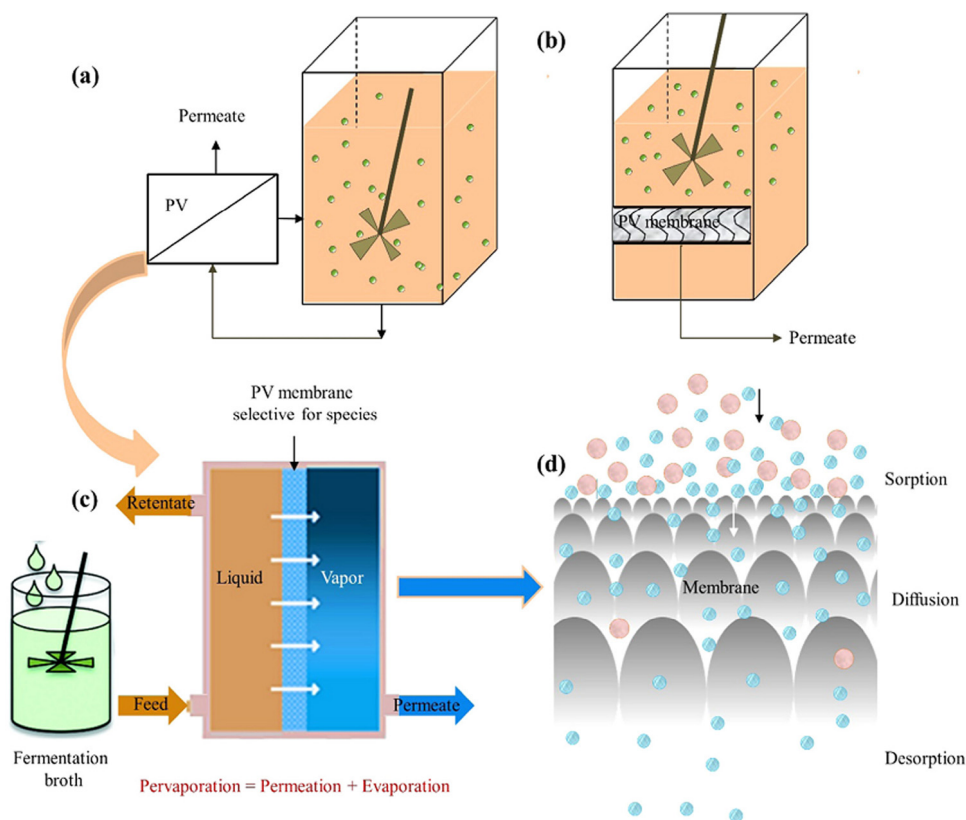 (a)
Permeate
PV
(b)
PV membrane
Permeate
PV membrane
selective for species
(c)
Retentate
Liquid
Vapor
Feed
Permeate
Fermentation
broth
Pervaporation = Permeation + Evaporation
(d)
Sorption
Membrane
Diffusion
Desorption